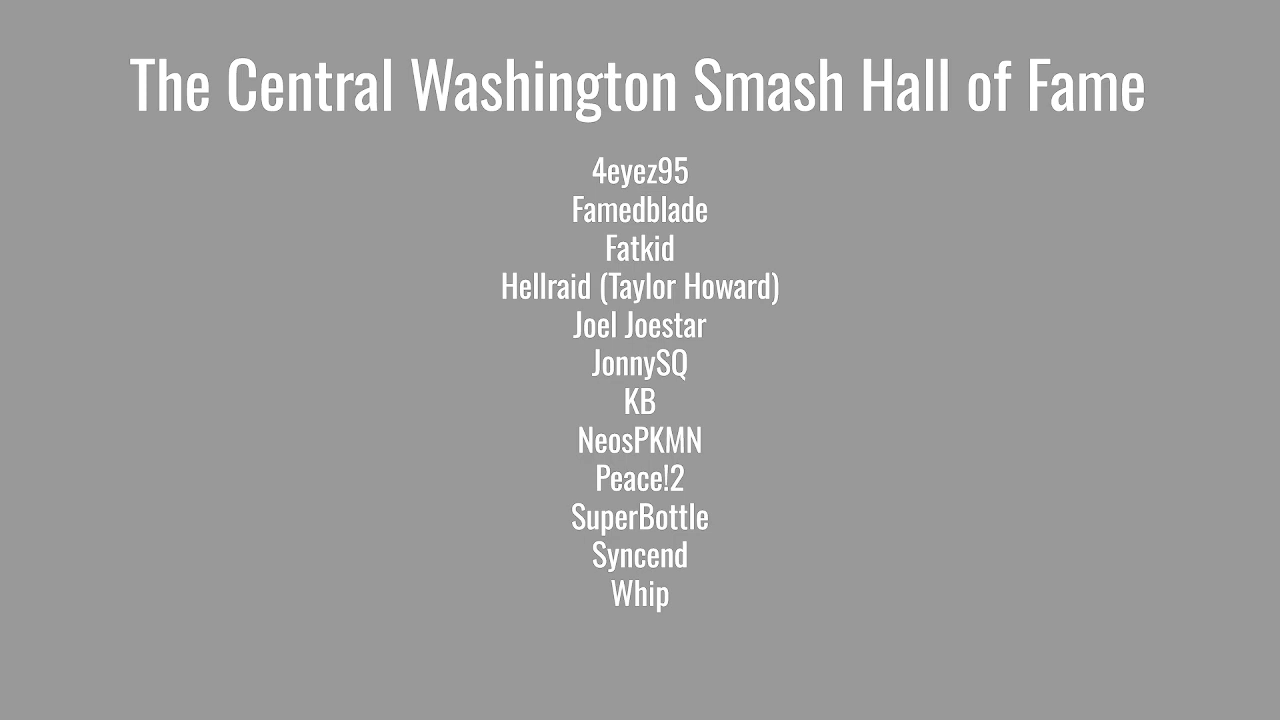 The Central Washington Smash Hall of Fame
4eyez95
Famedblade
Fatkid
Hellraid (Taylor Howard)
Joel Joestar
JonnySQ
KB
NeosPKMN
Peace!2
SuperBottle
Syncend
Whip